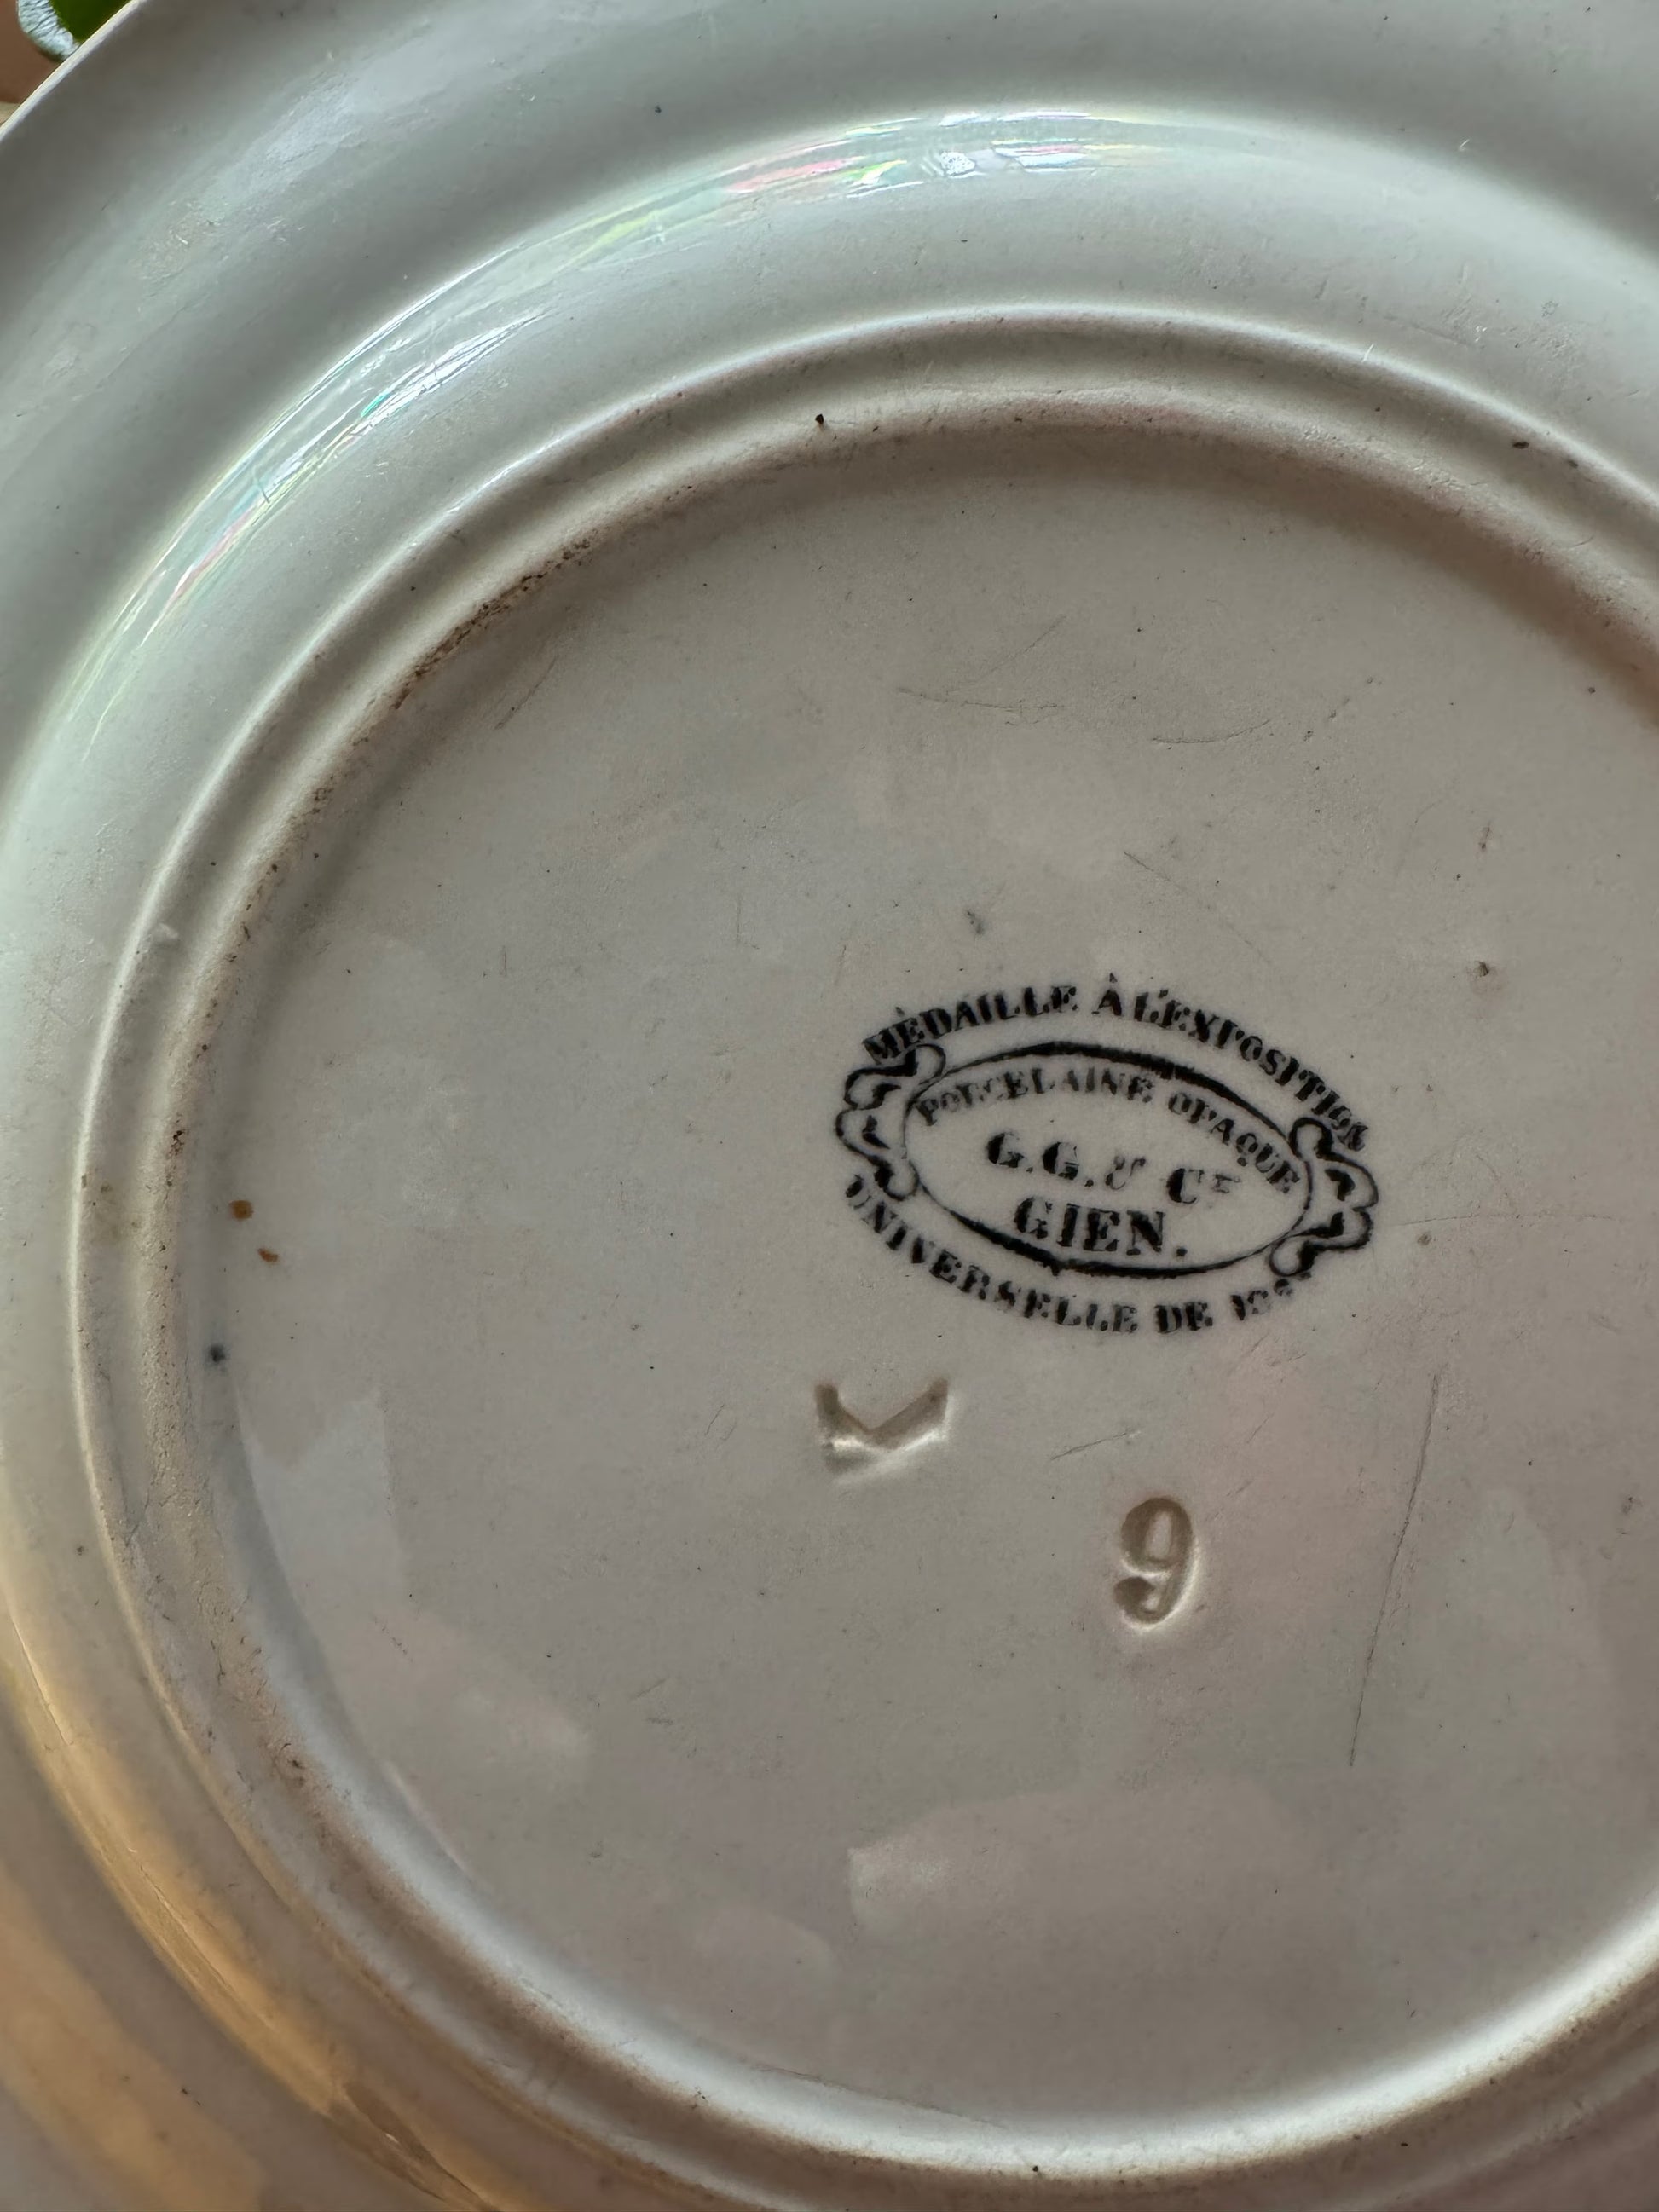 MÉDAILLE À L'EXPOSITION
PORCELAINE OPAQUE
G.G. & Cie
GIEN.
UNIVERSELLE DE
K
9